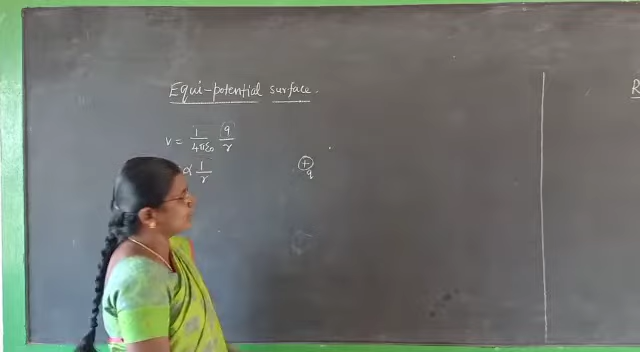 Equi-potential surface.
v = 1/4πε₀ q/r
∝ 1/r
+
q
R